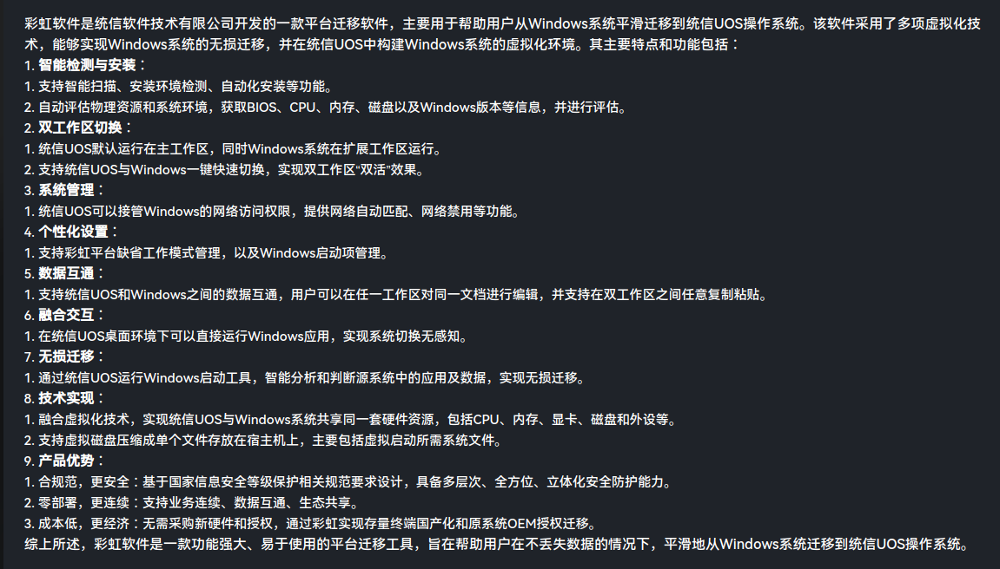 彩虹软件是统信软件技术有限公司开发的一款平台迁移软件，主要用于帮助用户从Windows系统平滑迁移到统信UOS操作系统。该软件采用了多项虚拟化技
术，能够实现Windows系统的无损迁移，并在统信UOS中构建Windows系统的虚拟化环境。其主要特点和功能包括：
1. 智能检测与安装：
1. 支持智能扫描、安装环境检测、自动化安装等功能。
2. 自动评估物理资源和系统环境，获取BIOS、CPU、内存、磁盘以及Windows版本等信息，并进行评估。
2. 双工作区切换：
1. 统信UOS默认运行在主工作区，同时Windows系统在扩展工作区运行。
2. 支持统信UOS与Windows一键快速切换，实现双工作区“双活”效果。
3. 系统管理：
1. 统信UOS可以接管Windows的网络访问权限，提供网络自动匹配、网络禁用等功能。
4. 个性化设置：
1. 支持彩虹平台缺省工作模式管理，以及Windows启动项管理。
5. 数据互通：
1. 支持统信UOS和Windows之间的数据互通，用户可以在任一工作区对同一文档进行编辑，并支持在双工作区之间任意复制粘贴。
6. 融合交互：
1. 在统信UOS桌面环境下可以直接运行Windows应用，实现系统切换无感知。
7. 无损迁移：
1. 通过统信UOS运行Windows启动工具，智能分析和判断源系统中的应用及数据，实现无损迁移。
8. 技术实现：
1. 融合虚拟化技术，实现统信UOS与Windows系统共享同一套硬件资源，包括CPU、内存、显卡、磁盘和外设等。
2. 支持虚拟磁盘压缩成单个文件存放在宿主机上，主要包括虚拟启动所需系统文件。
9. 产品优势：
1. 合规范，更安全：基于国家信息安全等级保护相关规范要求设计，具备多层次、全方位、立体化安全防护能力。
2. 零部署，更连续：支持业务连续、数据互通、生态共享。
3. 成本低，更经济：无需采购新硬件和授权，通过彩虹实现存量终端国产化和原系统OEM授权迁移。
综上所述，彩虹软件是一款功能强大、易于使用的平台迁移工具，旨在帮助用户在不丢失数据的情况下，平滑地从Windows系统迁移到统信UOS操作系统。